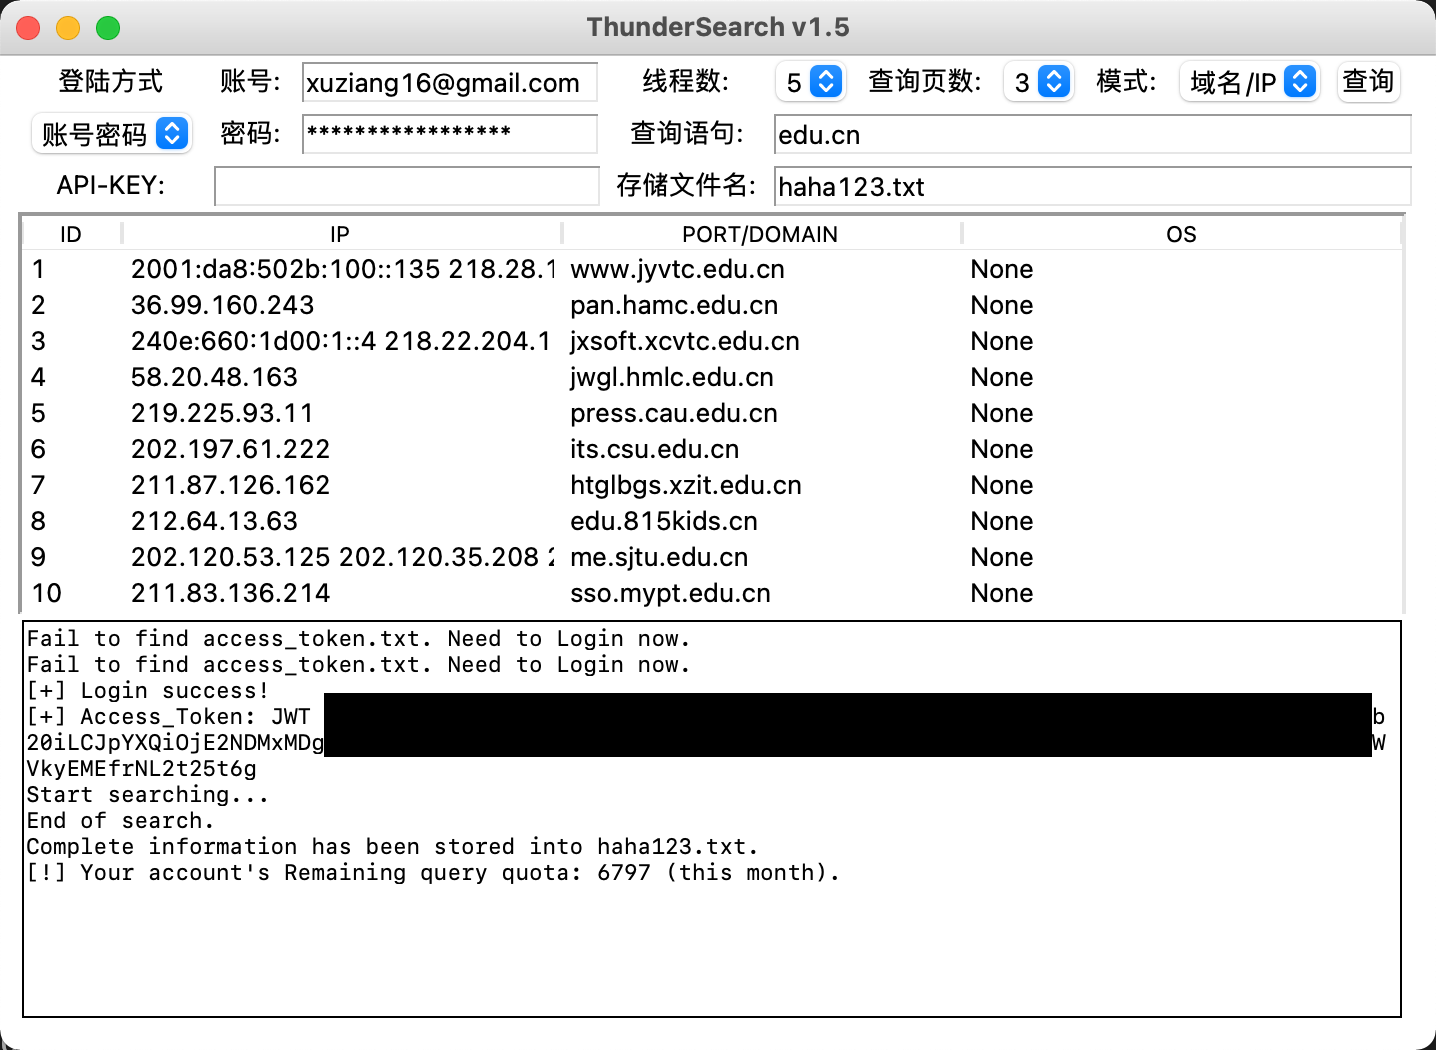 ThunderSearch v1.5
登陆方式 账号: xuziang16@gmail.com 线程数: 5 查询页数: 3 模式: 域名/IP 查询
账号密码 密码: ***************** 查询语句: edu.cn
API-KEY: 存储文件名: haha123.txt
ID IP PORT/DOMAIN OS
1 2001:da8:502b:100::135 218.28.1 www.jyvtc.edu.cn None
2 36.99.160.243 pan.hamc.edu.cn None
3 240e:660:1d00:1::4 218.22.204.1 jxsoft.xcvtc.edu.cn None
4 58.20.48.163 jwgl.hmlc.edu.cn None
5 219.225.93.11 press.cau.edu.cn None
6 202.197.61.222 its.csu.edu.cn None
7 211.87.126.162 htglbgs.xzit.edu.cn None
8 212.64.13.63 edu.815kids.cn None
9 202.120.53.125 202.120.35.208 2 me.sjtu.edu.cn None
10 211.83.136.214 sso.mypt.edu.cn None
Fail to find access_token.txt. Need to Login now.
Fail to find access_token.txt. Need to Login now.
[+] Login success!
[+] Access_Token: JWT b
20iLCJpYXQiOjE2NDMxMDg W
VkyEMEfrNL2t25t6g
Start searching...
End of search.
Complete information has been stored into haha123.txt.
[!] Your account's Remaining query quota: 6797 (this month).